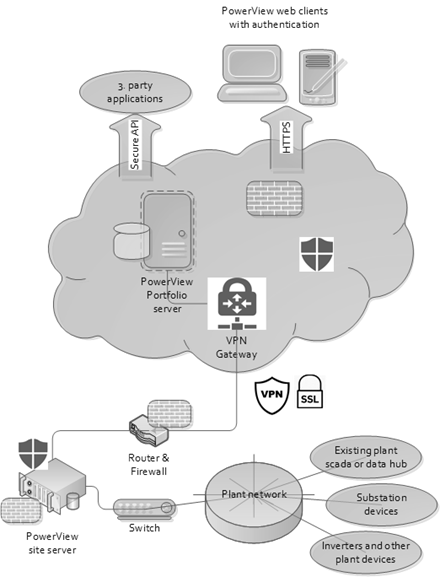 PowerView web clients
with authentication
3. party
applications
Secure API
HTTPS
PowerView
Portfolio
server
VPN
Gateway
VPN
SSL
Router &
Firewall
Existing plant
scada or data hub
Plant network
Substation
devices
Switch
PowerView
site server
Inverters and other
plant devices